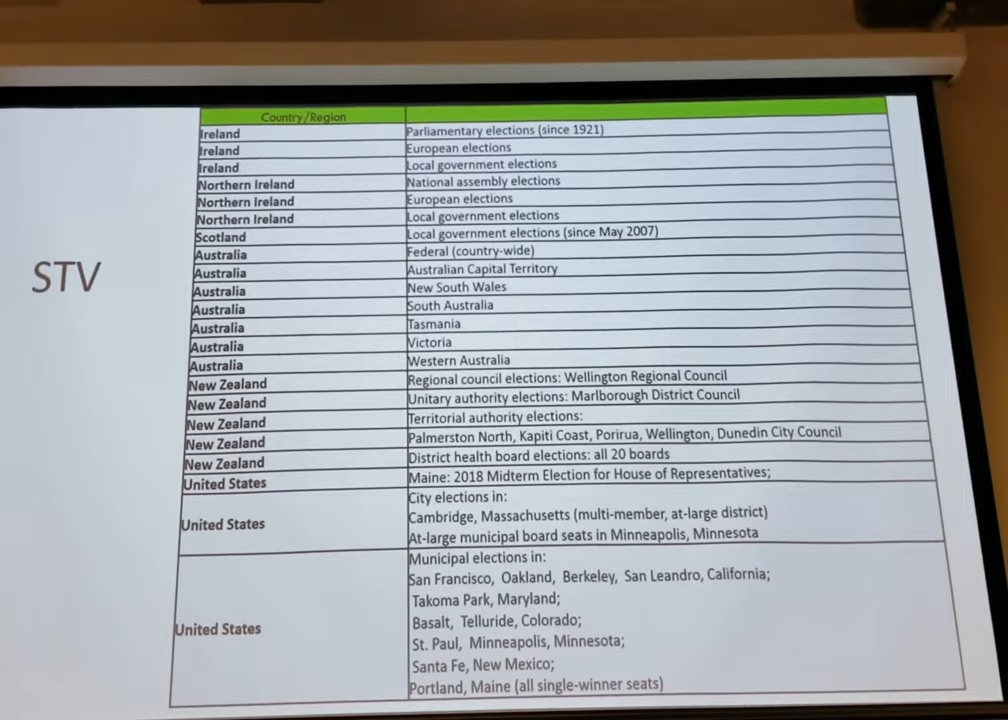 STV
Country/Region
Ireland Parliamentary elections (since 1921)
Ireland European elections
Ireland Local government elections
Northern Ireland National assembly elections
Northern Ireland European elections
Northern Ireland Local government elections
Scotland Local government elections (since May 2007)
Australia Federal (country-wide)
Australia Australian Capital Territory
Australia New South Wales
Australia South Australia
Australia Tasmania
Australia Victoria
Australia Western Australia
New Zealand Regional council elections: Wellington Regional Council
New Zealand Unitary authority elections: Marlborough District Council
New Zealand Territorial authority elections:
New Zealand Palmerston North, Kapiti Coast, Porirua, Wellington, Dunedin City Council
New Zealand District health board elections: all 20 boards
United States Maine: 2018 Midterm Election for House of Representatives;
United States
City elections in:
Cambridge, Massachusetts (multi-member, at-large district)
At-large municipal board seats in Minneapolis, Minnesota
United States
Municipal elections in:
San Francisco, Oakland, Berkeley, San Leandro, California;
Takoma Park, Maryland;
Basalt, Telluride, Colorado;
St. Paul, Minneapolis, Minnesota;
Santa Fe, New Mexico;
Portland, Maine (all single-winner seats)